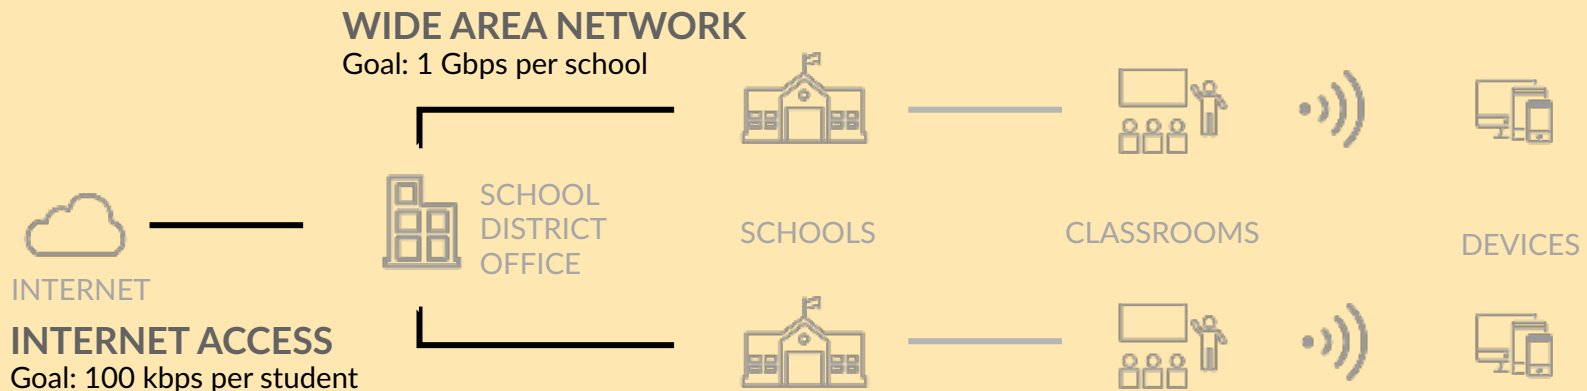 WIDE AREA NETWORK
Goal: 1 Gbps per school
SCHOOL
DISTRICT
OFFICE
SCHOOLS
CLASSROOMS
DEVICES
INTERNET
INTERNET ACCESS
Goal: 100 kbps per student